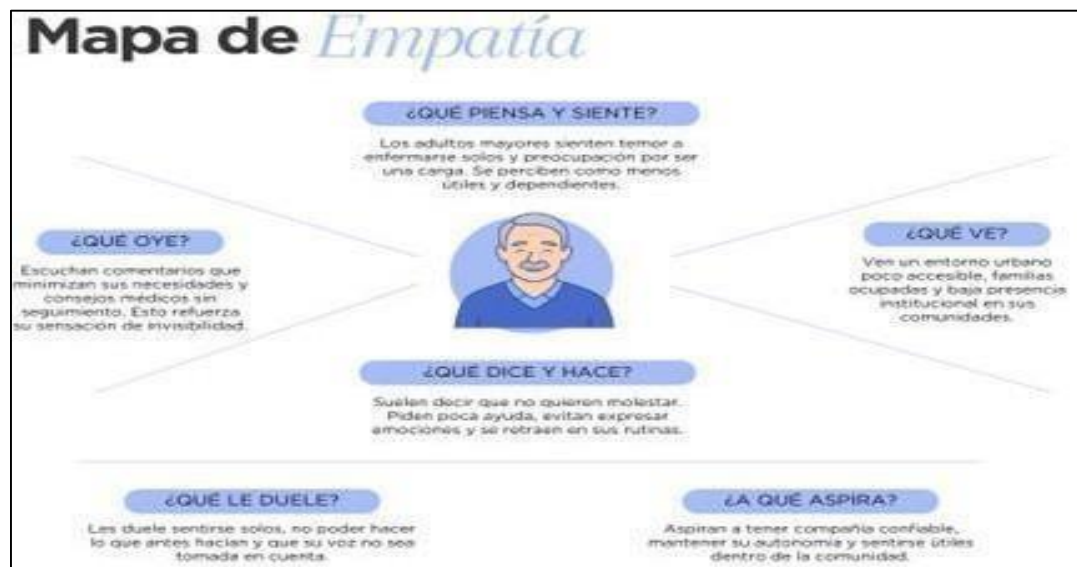 Mapa de Empatía
¿QUÉ PIENSA Y SIENTE?
Los adultos mayores sienten temor a
enfermarse solos y preocupación por ser
una carga. Se perciben como menos
útiles y dependientes.
¿QUÉ OYE?
Escuchan comentarios que
minimizan sus necesidades y
consejos médicos sin
seguimiento. Esto refuerza
su sensación de invisibilidad.
¿QUÉ VE?
Ven un entorno urbano
poco accesible, familias
ocupadas y baja presencia
institucional en sus
comunidades.
¿QUÉ DICE Y HACE?
Suelen decir que no quieren molestar.
Piden poca ayuda, evitan expresar
emociones y se retraen en sus rutinas.
¿QUÉ LE DUELE?
Les duele sentirse solos, no poder hacer
lo que antes hacían y que su voz no sea
tomada en cuenta.
¿A QUÉ ASPIRA?
Aspiran a tener compañía confiable,
mantener su autonomía y sentirse útiles
dentro de la comunidad.